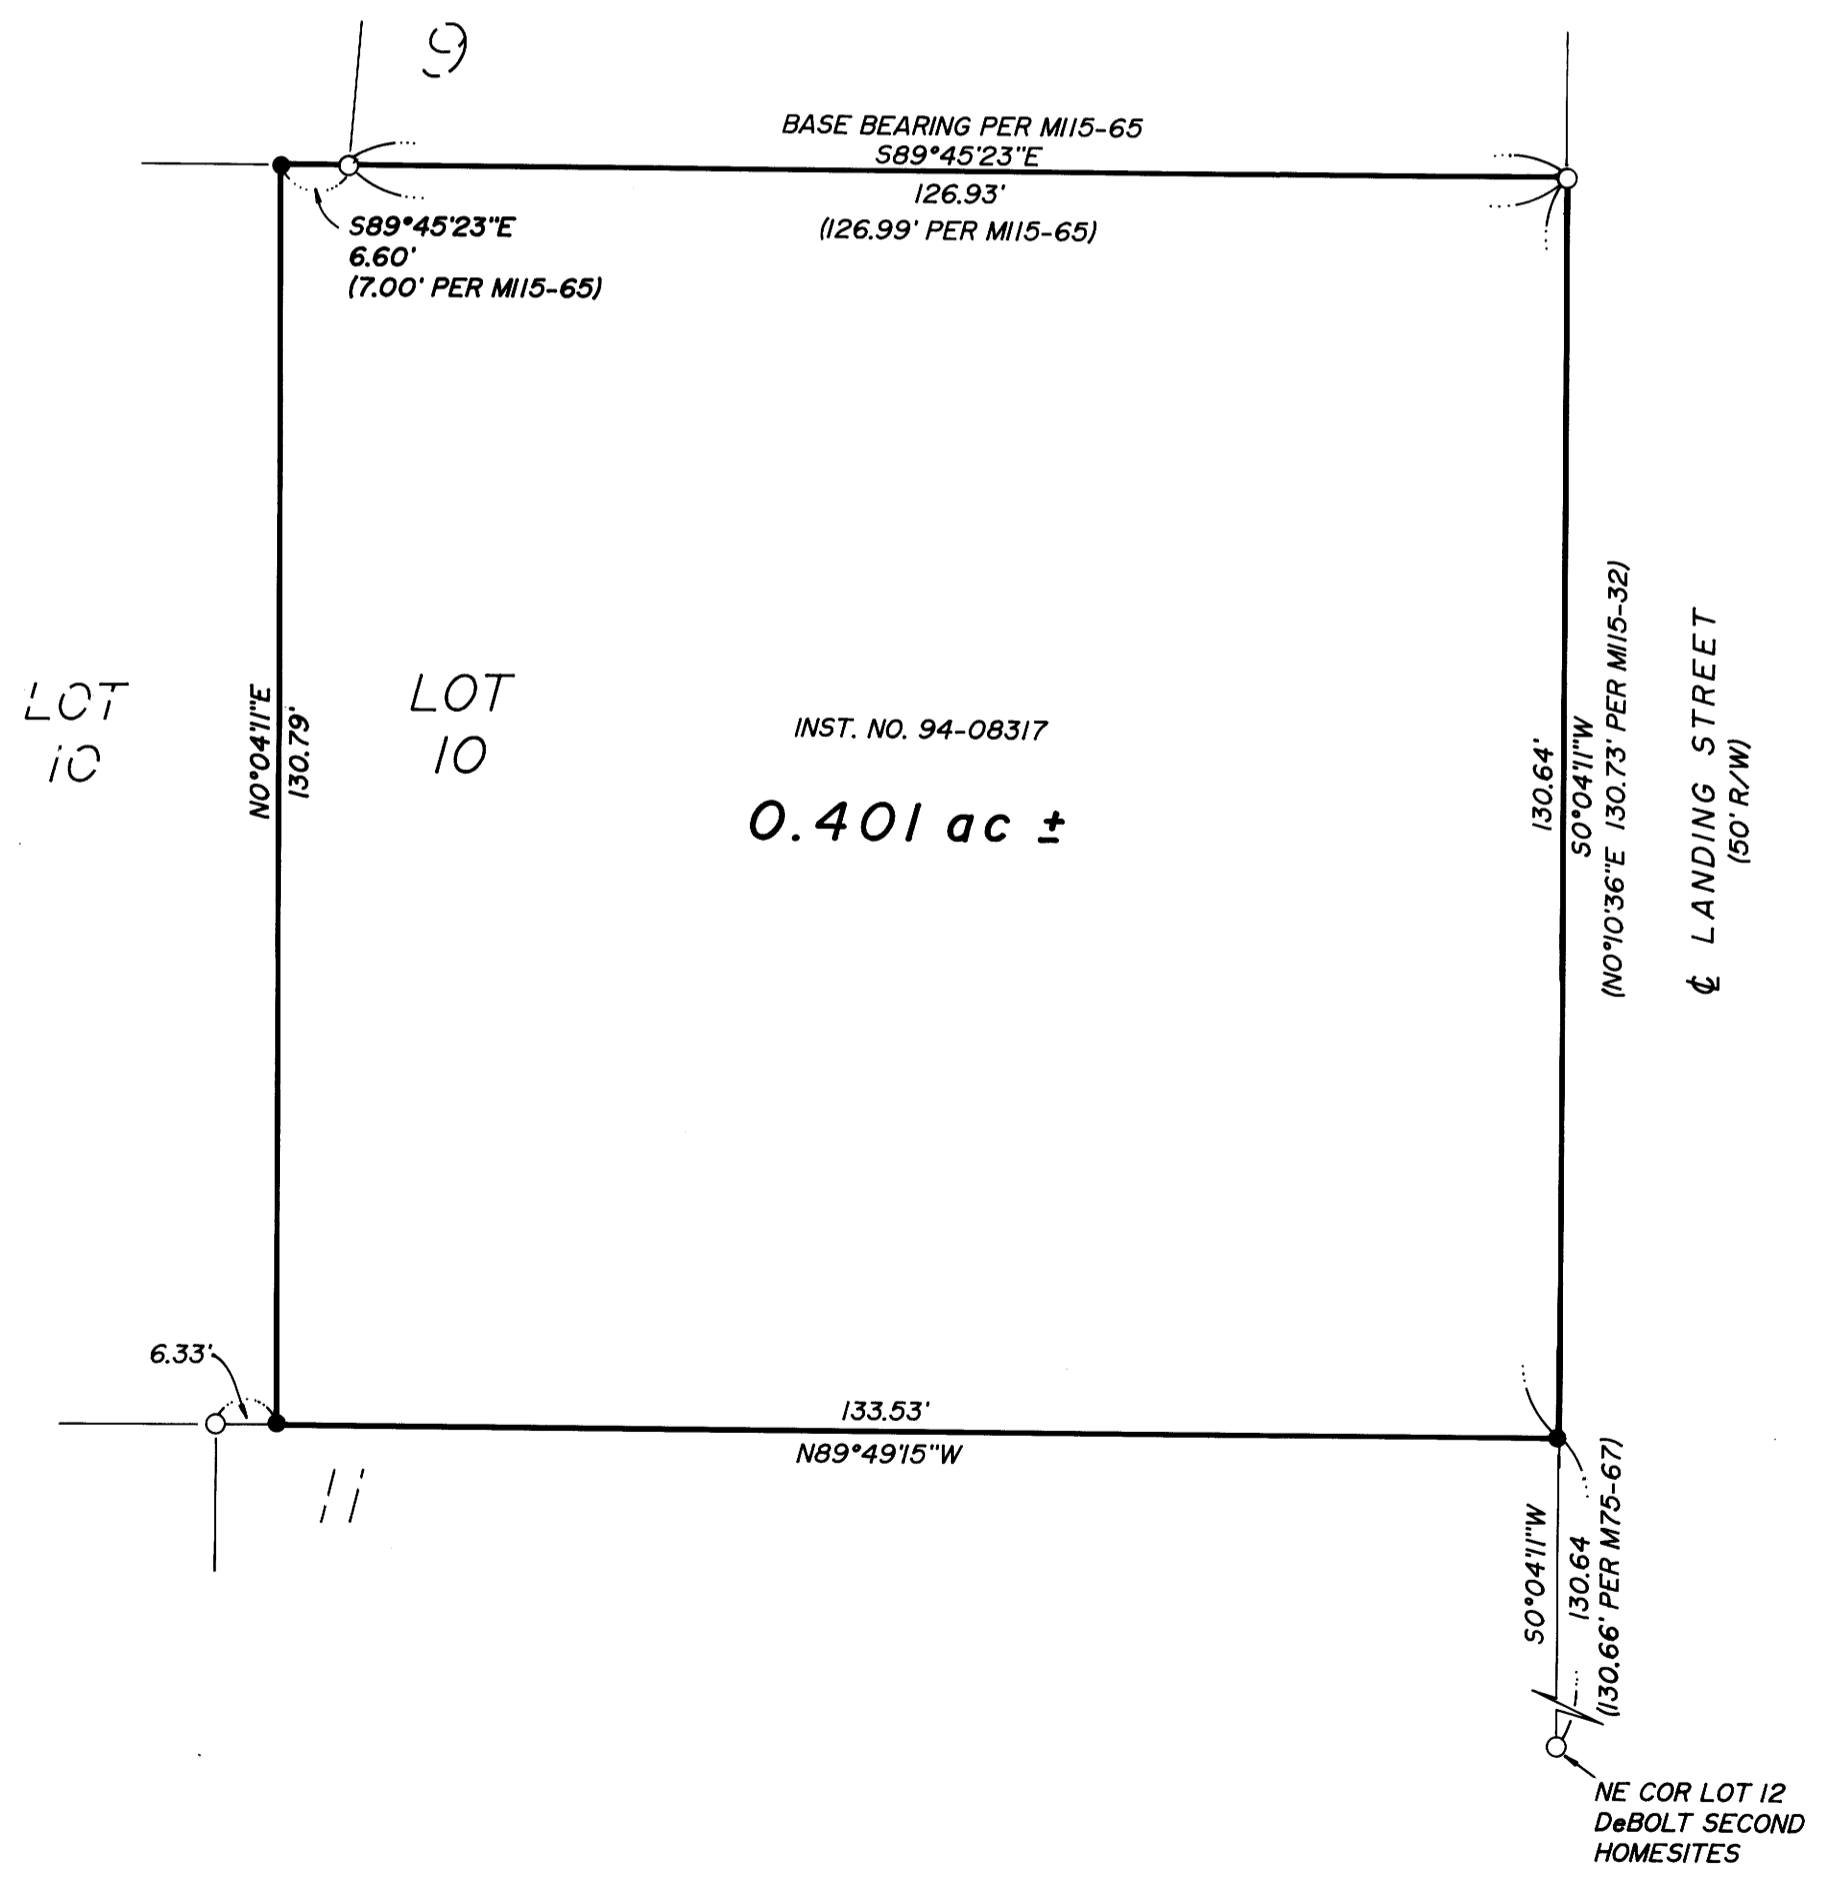 9
BASE BEARING PER M115-65
S89°45'23"E
126.93'
(126.99' PER M115-65)
S89°45'23"E
6.60'
(7.00' PER M115-65)
LOT
10
N0°04'11"E
130.79'
LOT
10
INST. NO. 94-08317
0.401 ac ±
130.64'
S0°04'11"W
(N0°10'36"E 130.73' PER M115-32)
℄ LANDING STREET
(50' R/W)
6.33'
133.53'
N89°49'15"W
11
S0°04'11"W
130.64
(130.66' PER M75-67)
NE COR LOT 12
DeBOLT SECOND
HOMESITES